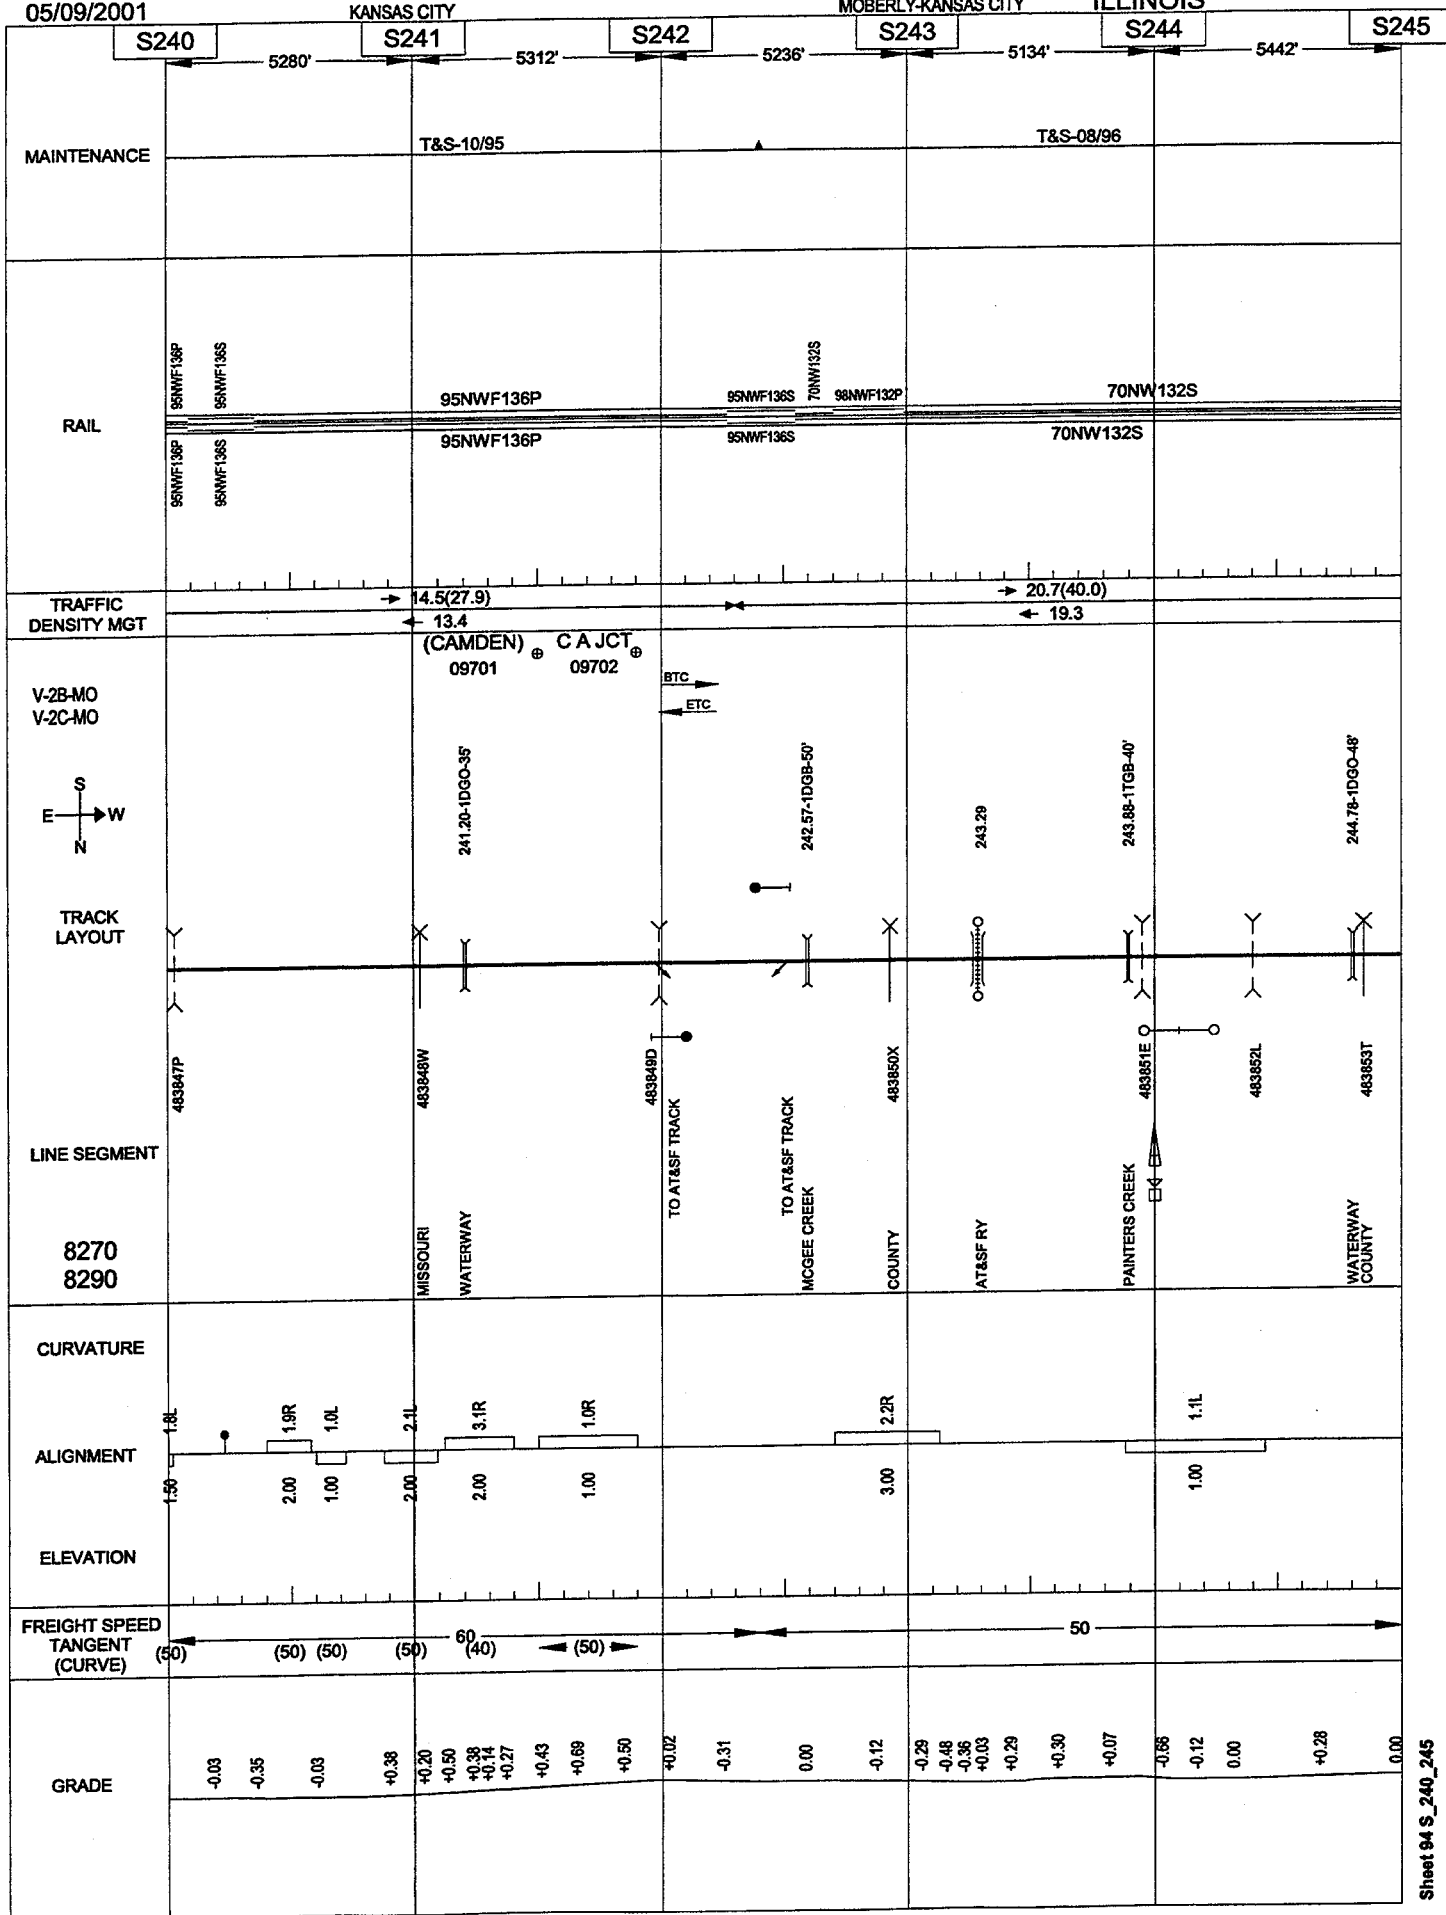 05/09/2001 KANSAS CITY MOBERLY-KANSAS CITY ILLINOIS
S240 S241 S242 S243 S244 S245
5280' 5312' 5236' 5134' 5442'
MAINTENANCE T&S-10/95 T&S-08/96
95NWF136P 95NWF136S 70NW132S
95NWF136P 95NWF136S 98NWF132P 70NW132S
RAIL
95NWF136P 95NWF136S 70NW132S
95NWF136P 95NWF136S
TRAFFIC
DENSITY MGT
14.5(27.9) 20.7(40.0)
13.4 19.3
(CAMDEN) C A JCT
09701 09702
BTC
ETC
V-2B-MO
V-2C-MO
S
E W
N
241.20-1DGO-35' 242.57-1DGB-50' 243.29 243.88-1TGB-40' 244.78-1DGO-48'
TRACK
LAYOUT
483847P 483848W 483849D 483850X 483851E 483852L 483853T
LINE SEGMENT
TO AT&SF TRACK TO AT&SF TRACK
8270
8290
MISSOURI WATERWAY MCGEE CREEK COUNTY AT&SF RY PAINTERS CREEK WATERWAY COUNTY
CURVATURE
1.8L 1.9R 1.0L 2.1L 3.1R 1.0R 2.2R 1.1L
ALIGNMENT
1.50 2.00 1.00 2.00 2.00 1.00 3.00 1.00
ELEVATION
FREIGHT SPEED
TANGENT
(CURVE)
60 50
(50) (50) (50) (50) (40) (50)
GRADE
-0.03 -0.35 -0.03 +0.38 +0.20 +0.50 +0.38 +0.14 +0.27 +0.43 +0.69 +0.50 +0.02 -0.31 0.00 -0.12 -0.29 -0.48 -0.36 +0.03 +0.29 +0.30 +0.07 -0.66 -0.12 0.00 +0.28 0.00
Sheet 94 S_240_245